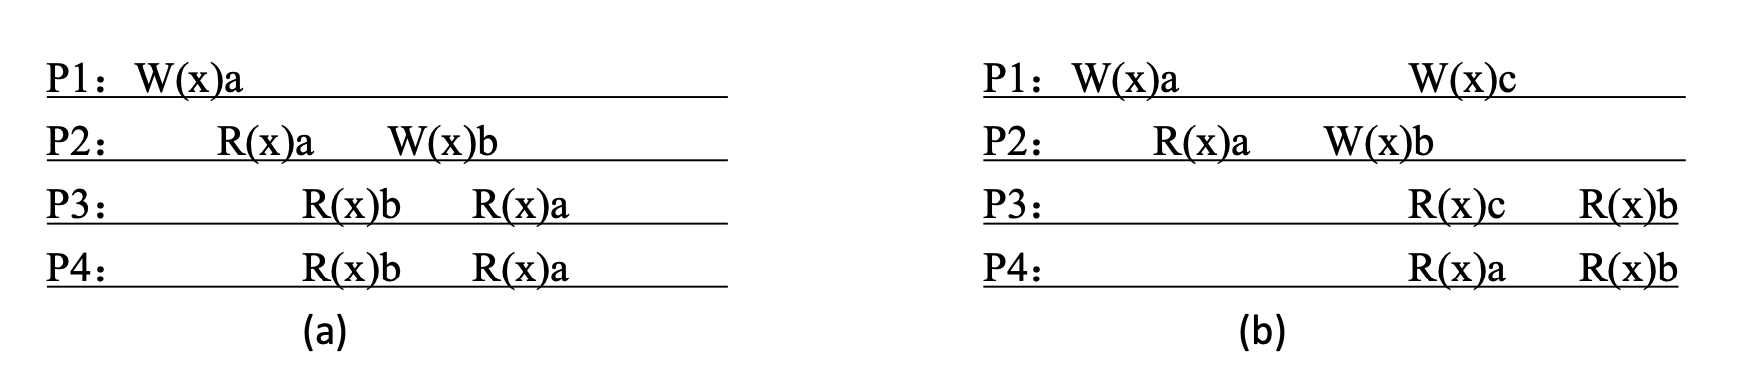 P1: W(x)a
P2: R(x)a W(x)b
P3: R(x)b R(x)a
P4: R(x)b R(x)a
(a)
P1: W(x)a W(x)c
P2: R(x)a W(x)b
P3: R(x)c R(x)b
P4: R(x)a R(x)b
(b)